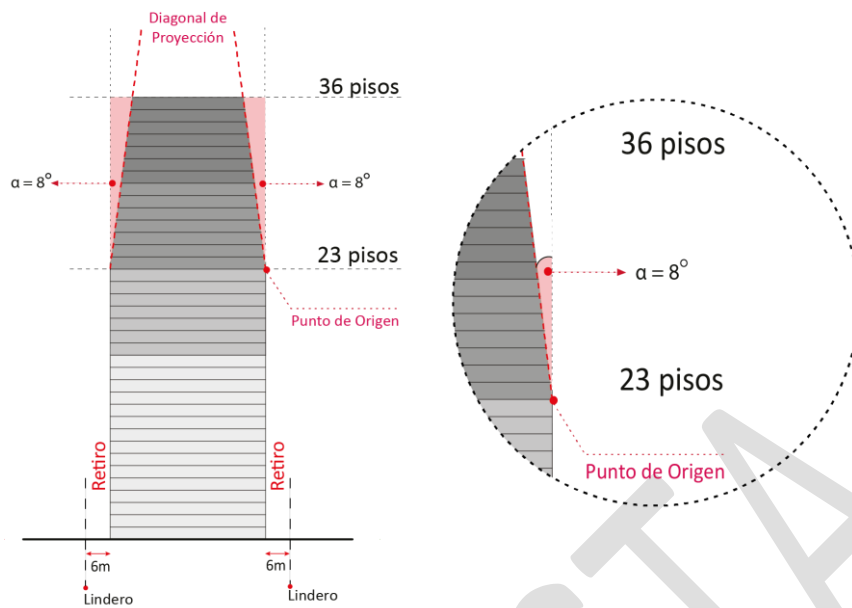 Diagonal de
Proyección
36 pisos
α = 8°
α = 8°
23 pisos
Punto de Origen
Retiro
Retiro
6m
6m
Lindero
Lindero
36 pisos
α = 8°
23 pisos
Punto de Origen